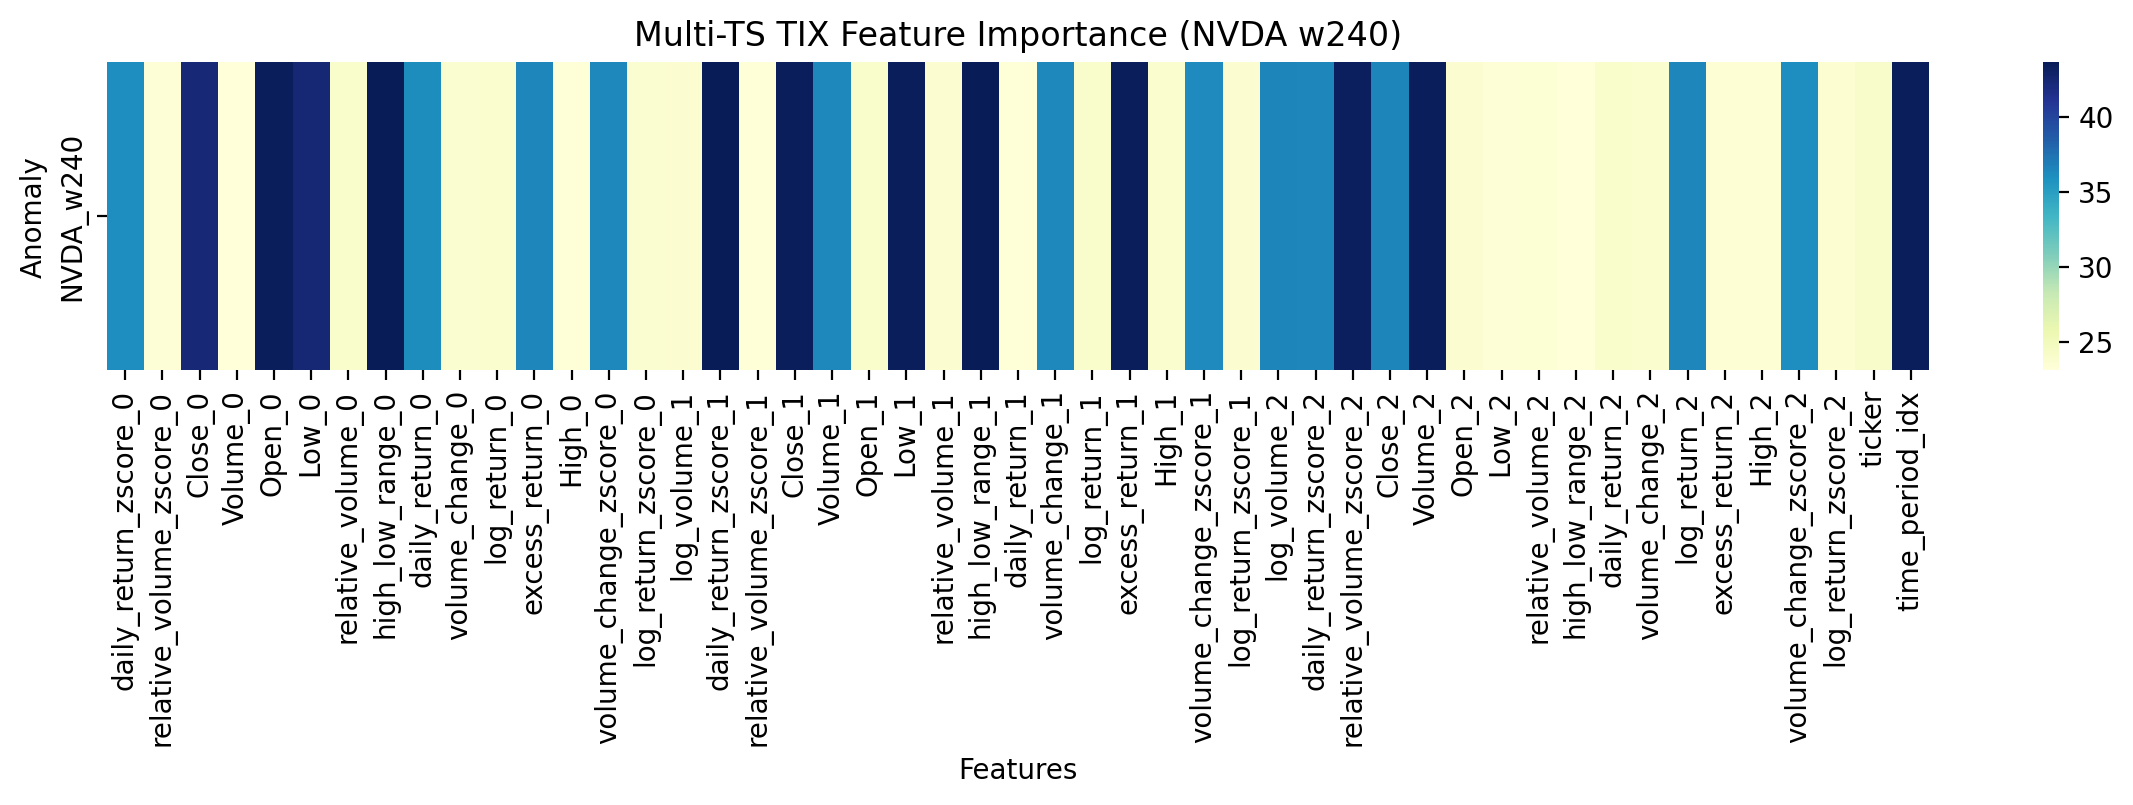 Multi-TS TIX Feature Importance (NVDA w240)
Anomaly
NVDA_w240
40
35
30
25
daily_return_zscore_0
relative_volume_zscore_0
Close_0
Volume_0
Open_0
Low_0
relative_volume_0
high_low_range_0
daily_return_0
volume_change_0
log_return_0
excess_return_0
High_0
volume_change_zscore_0
log_return_zscore_0
log_volume_1
daily_return_zscore_1
relative_volume_zscore_1
Close_1
Volume_1
Open_1
Low_1
relative_volume_1
high_low_range_1
daily_return_1
volume_change_1
log_return_1
excess_return_1
High_1
volume_change_zscore_1
log_return_zscore_1
log_volume_2
daily_return_zscore_2
relative_volume_zscore_2
Close_2
Volume_2
Open_2
Low_2
relative_volume_2
high_low_range_2
daily_return_2
volume_change_2
log_return_2
excess_return_2
High_2
volume_change_zscore_2
log_return_zscore_2
ticker
time_period_idx
Features